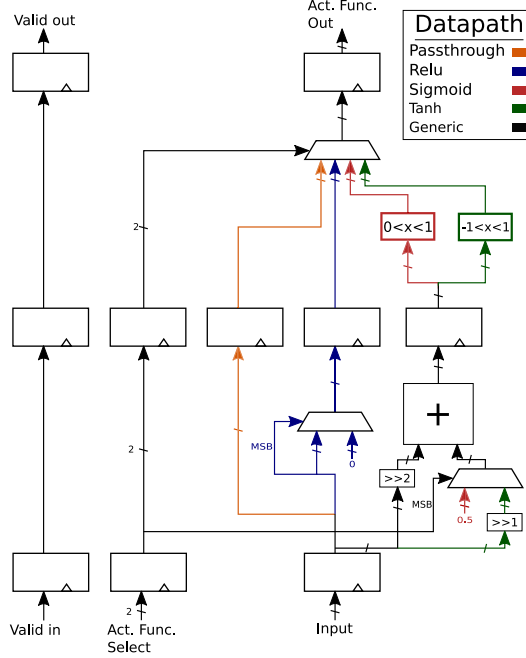 Valid out
Act. Func.
Out
Datapath
Passthrough
Relu
Sigmoid
Tanh
Generic
2
0<x<1
-1<x<1
2
MSB
0
+
>>2
MSB
0.5
>>1
2
Valid in
Act. Func.
Select
Input